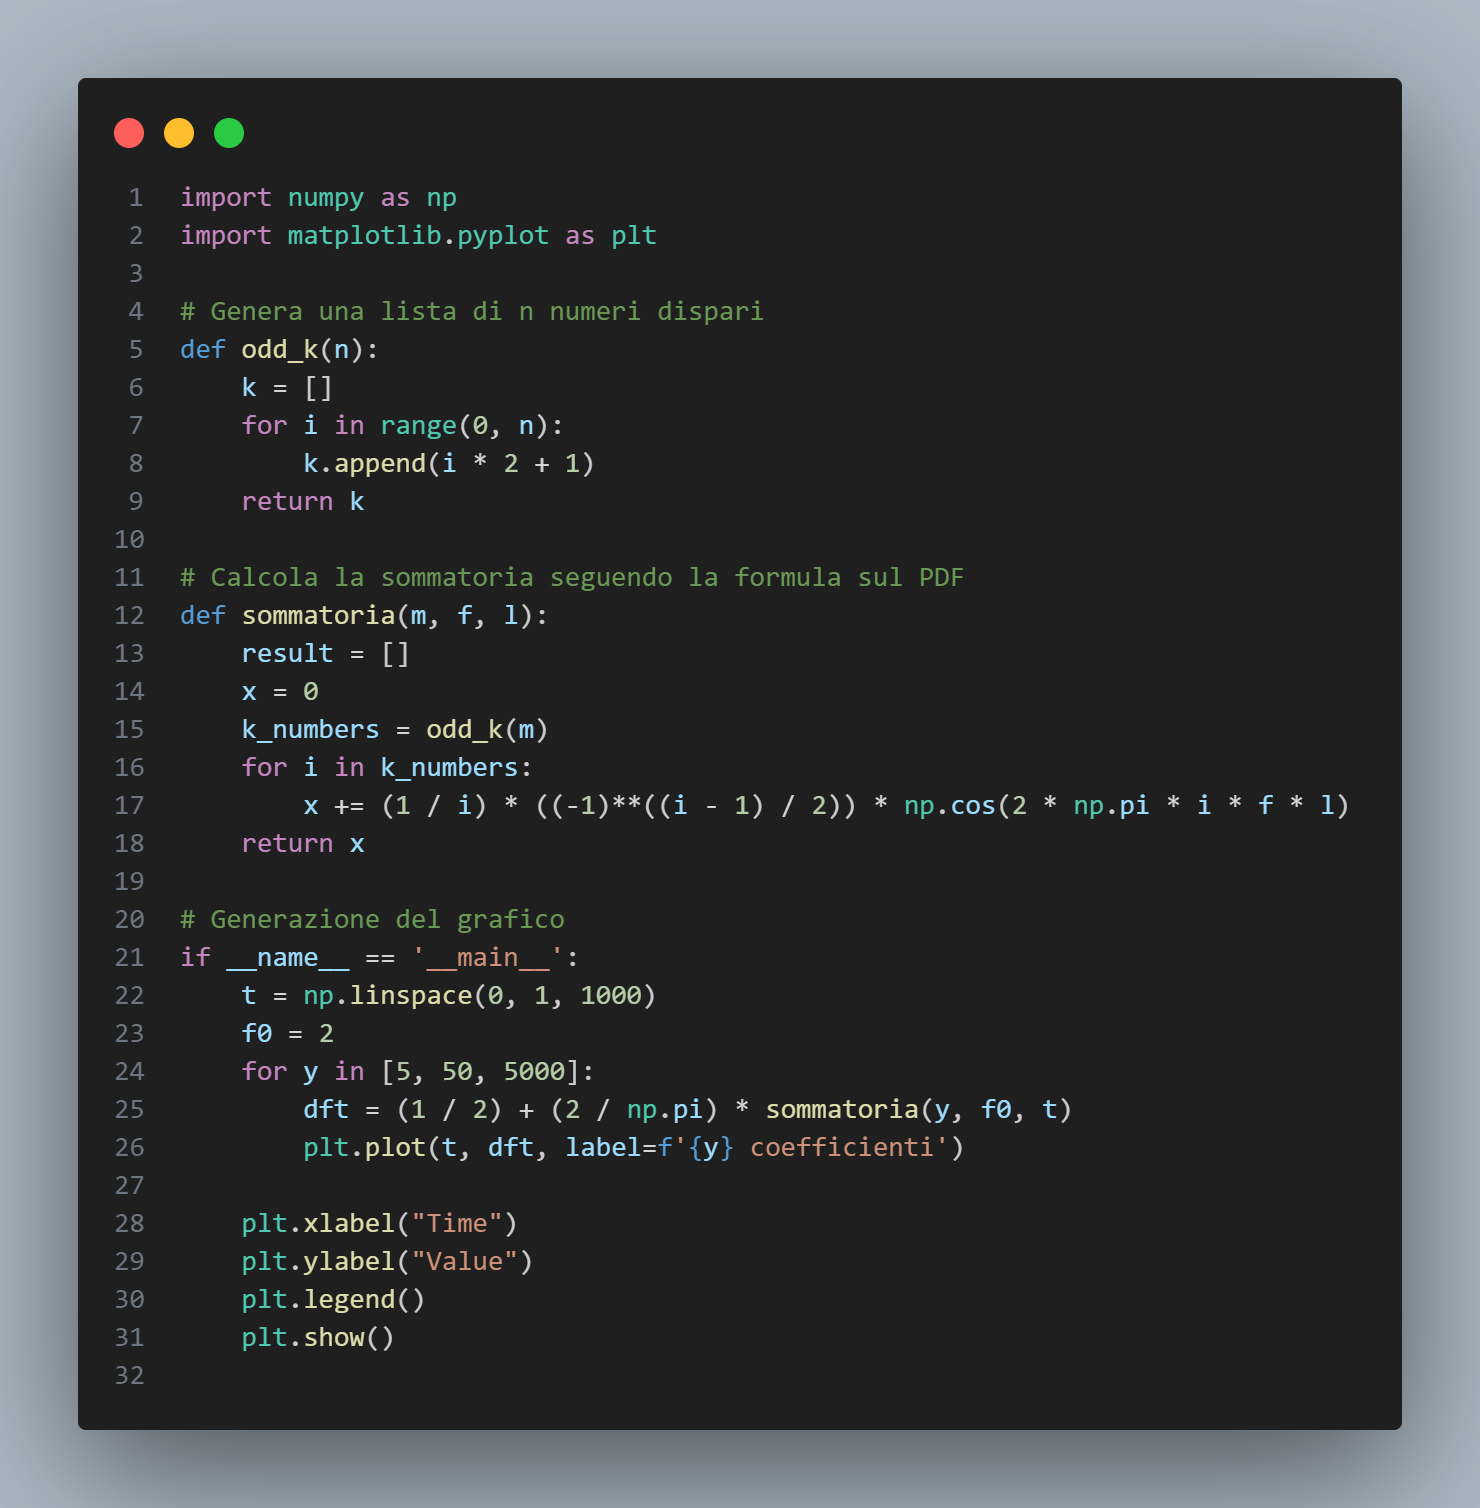 1 import numpy as np
2 import matplotlib.pyplot as plt
3
4 # Genera una lista di n numeri dispari
5 def odd_k(n):
6     k = []
7     for i in range(0, n):
8         k.append(i * 2 + 1)
9     return k
10
11 # Calcola la sommatoria seguendo la formula sul PDF
12 def sommatoria(m, f, l):
13     result = []
14     x = 0
15     k_numbers = odd_k(m)
16     for i in k_numbers:
17         x += (1 / i) * ((-1)**((i - 1) / 2)) * np.cos(2 * np.pi * i * f * l)
18     return x
19
20 # Generazione del grafico
21 if __name__ == '__main__':
22     t = np.linspace(0, 1, 1000)
23     f0 = 2
24     for y in [5, 50, 5000]:
25         dft = (1 / 2) + (2 / np.pi) * sommatoria(y, f0, t)
26         plt.plot(t, dft, label=f'{y} coefficienti')
27
28     plt.xlabel("Time")
29     plt.ylabel("Value")
30     plt.legend()
31     plt.show()
32